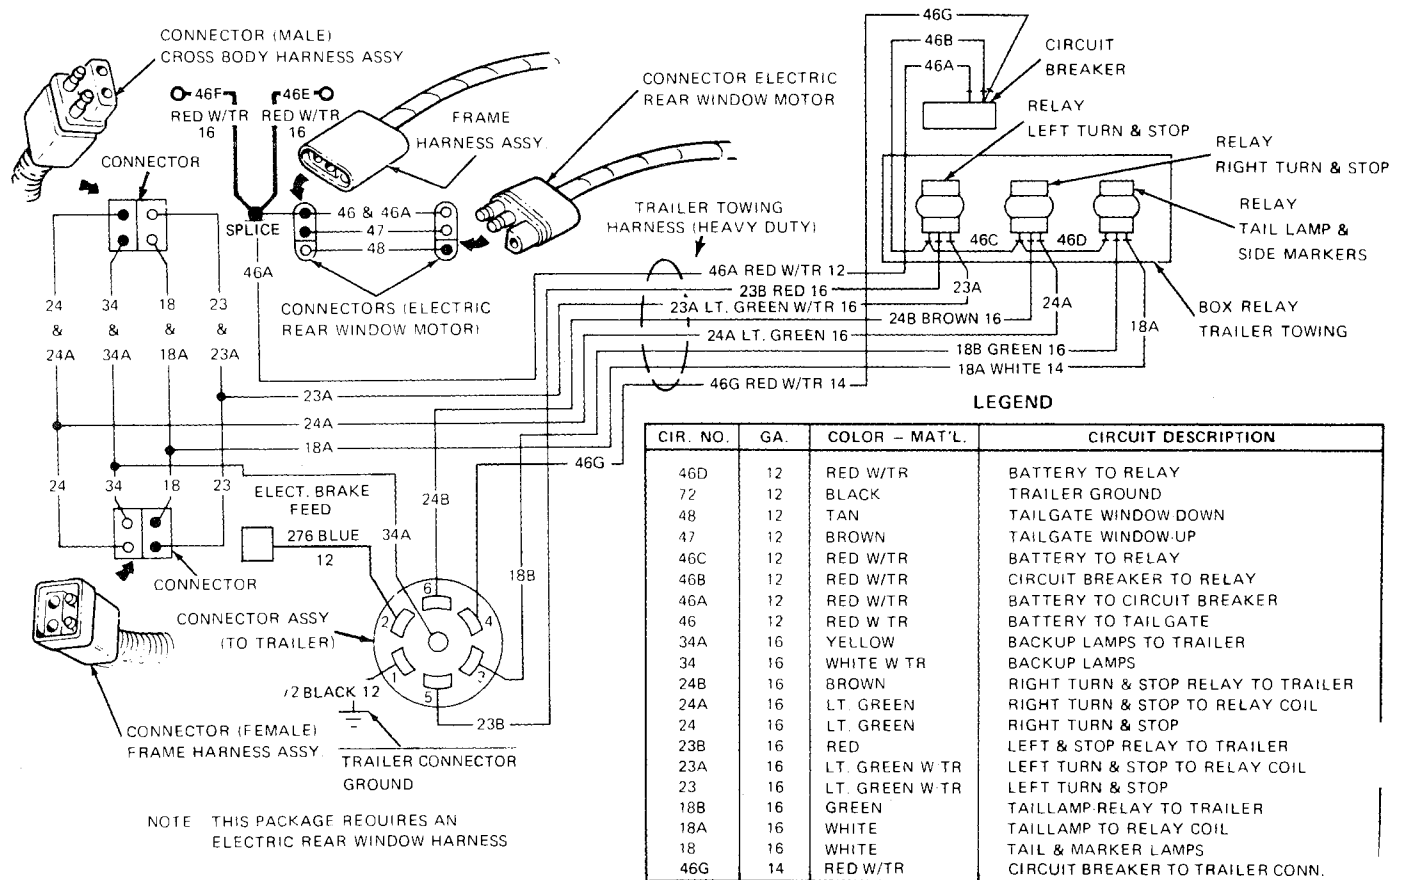 CONNECTOR (MALE)
CROSS BODY HARNESS ASSY
46F
46E
RED W/TR
16
RED W/TR
16
FRAME
HARNESS ASSY.
CONNECTOR ELECTRIC
REAR WINDOW MOTOR
46G
46B
46A
CIRCUIT
BREAKER
RELAY
LEFT TURN & STOP
RELAY
RIGHT TURN & STOP
RELAY
TAIL LAMP &
SIDE MARKERS
BOX RELAY
TRAILER TOWING
CONNECTOR
SPLICE
46 & 46A
47
48
46A
CONNECTORS (ELECTRIC
REAR WINDOW MOTOR)
TRAILER TOWING
HARNESS (HEAVY DUTY)
46C
46D
46A RED W/TR 12
23B RED 16
23A LT. GREEN W/TR 16
24B BROWN 16
24A LT. GREEN 16
18B GREEN 16
18A WHITE 14
46G RED W/TR 14
23A
24A
18A
24
&
24A
34
&
34A
18
&
18A
23
&
23A
23A
24A
18A
46G
24
34
18
23
ELECT. BRAKE
FEED
276 BLUE
12
34A
24B
18B
CONNECTOR
CONNECTOR ASSY
(TO TRAILER)
6
2
4
1
3
5
72 BLACK 12
23B
CONNECTOR (FEMALE)
FRAME HARNESS ASSY.
TRAILER CONNECTOR
GROUND
NOTE THIS PACKAGE REQUIRES AN
ELECTRIC REAR WINDOW HARNESS
LEGEND
CIR. NO. GA. COLOR – MAT'L. CIRCUIT DESCRIPTION
46D 12 RED W/TR BATTERY TO RELAY
72 12 BLACK TRAILER GROUND
48 12 TAN TAILGATE WINDOW-DOWN
47 12 BROWN TAILGATE WINDOW-UP
46C 12 RED W/TR BATTERY TO RELAY
46B 12 RED W/TR CIRCUIT BREAKER TO RELAY
46A 12 RED W/TR BATTERY TO CIRCUIT BREAKER
46 12 RED W TR BATTERY TO TAILGATE
34A 16 YELLOW BACKUP LAMPS TO TRAILER
34 16 WHITE W TR BACKUP LAMPS
24B 16 BROWN RIGHT TURN & STOP RELAY TO TRAILER
24A 16 LT. GREEN RIGHT TURN & STOP TO RELAY COIL
24 16 LT. GREEN RIGHT TURN & STOP
23B 16 RED LEFT & STOP RELAY TO TRAILER
23A 16 LT. GREEN W TR LEFT TURN & STOP TO RELAY COIL
23 16 LT. GREEN W TR LEFT TURN & STOP
18B 16 GREEN TAILLAMP RELAY TO TRAILER
18A 16 WHITE TAILLAMP TO RELAY COIL
18 16 WHITE TAIL & MARKER LAMPS
46G 14 RED W/TR CIRCUIT BREAKER TO TRAILER CONN.